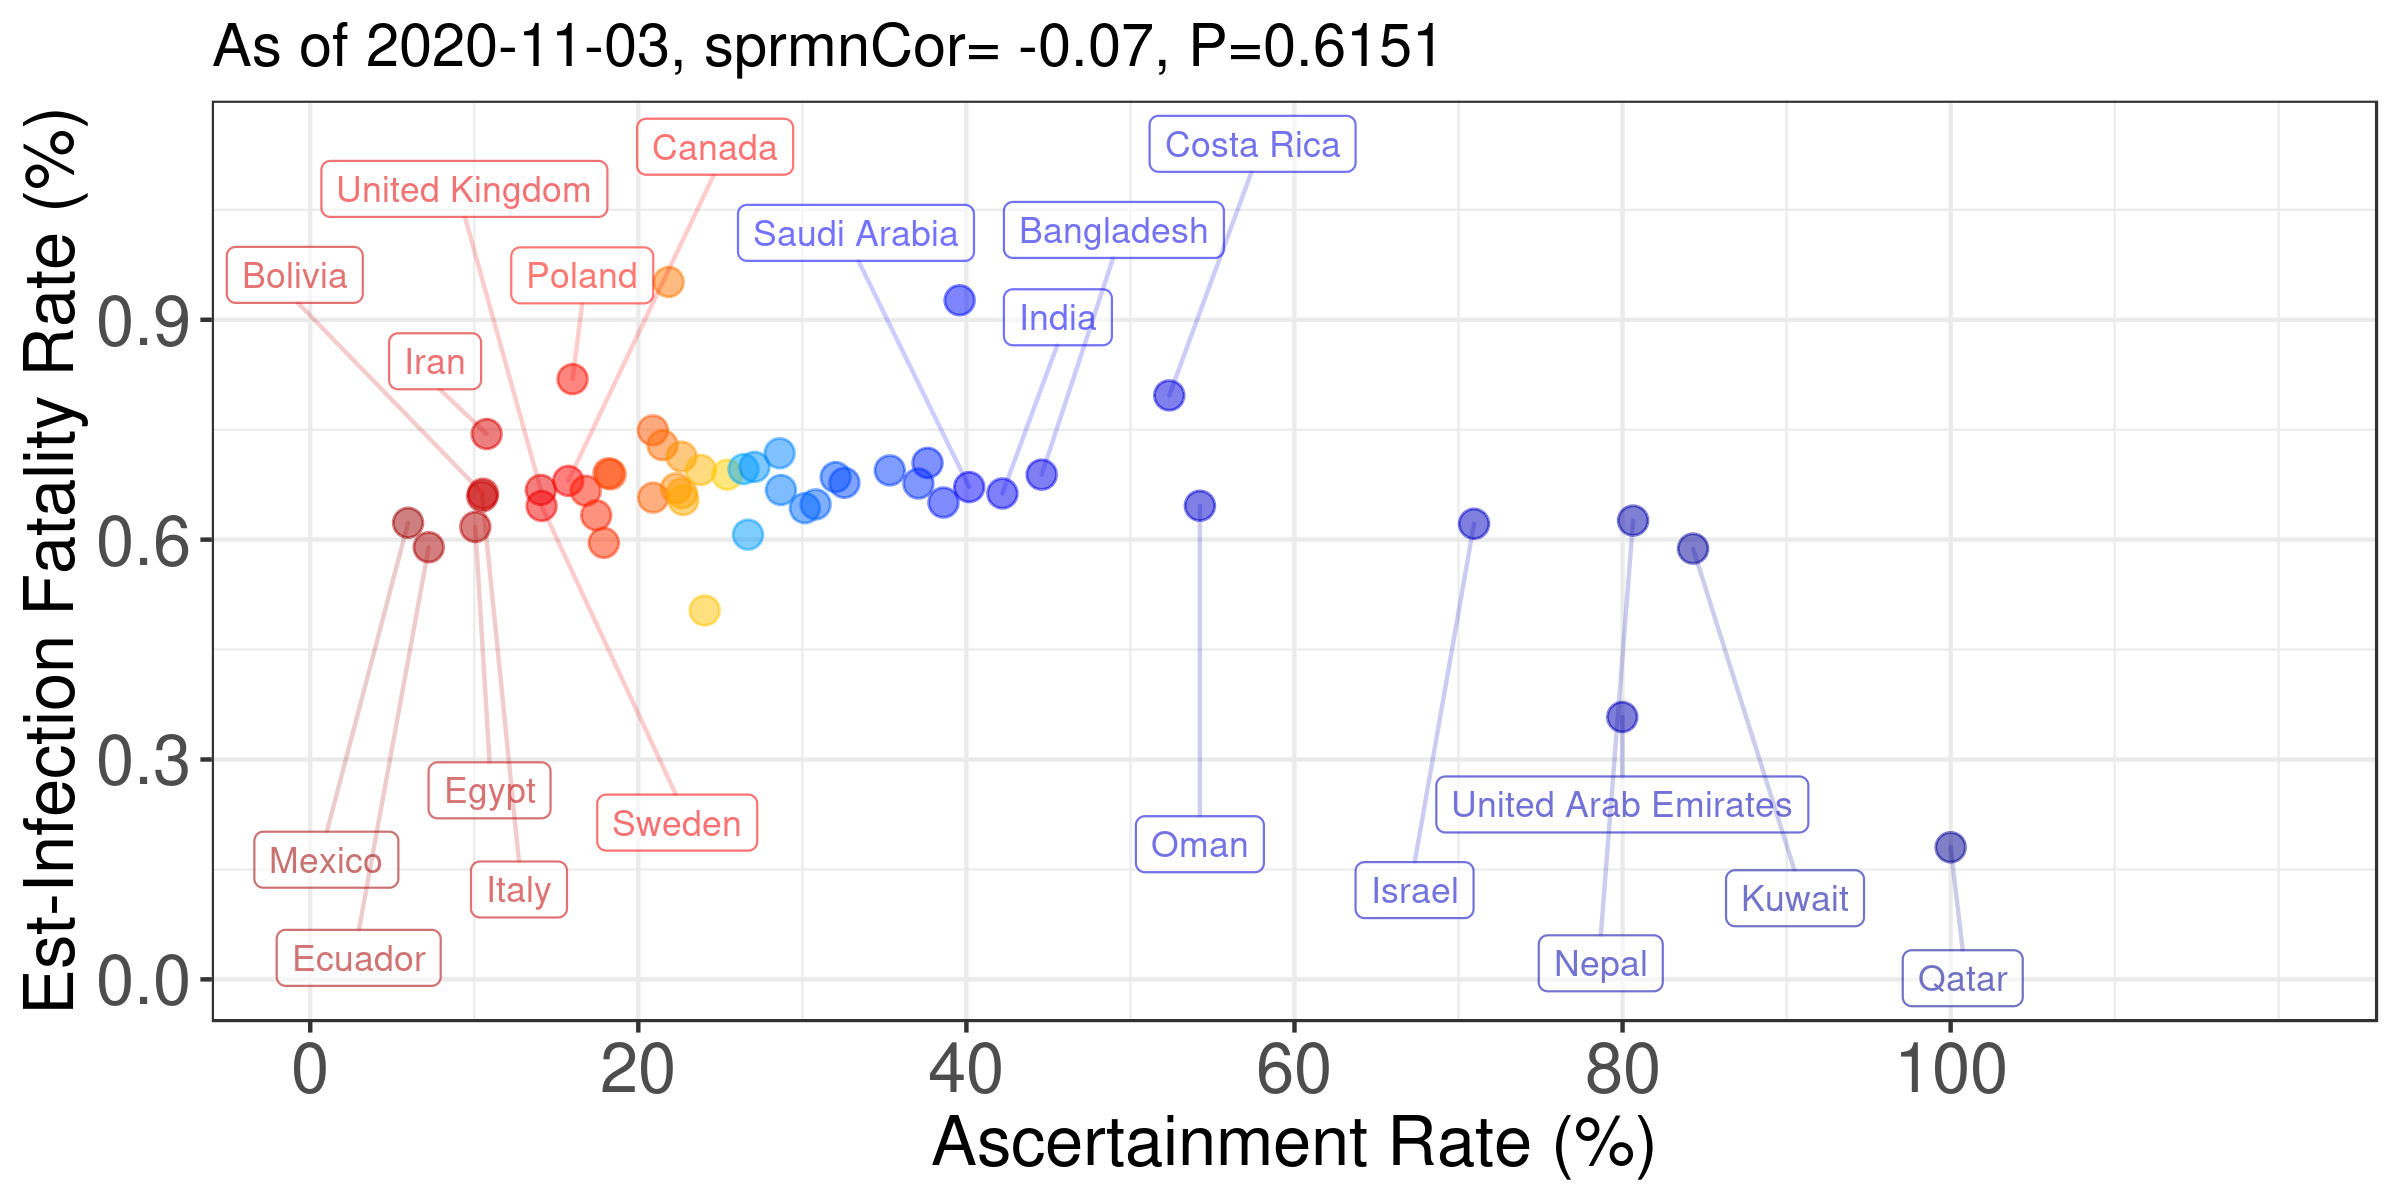 As of 2020-11-03, sprmnCor= -0.07, P=0.6151
Est-Infection Fatality Rate (%)
0.9
0.6
0.3
0.0
Canada
Costa Rica
United Kingdom
Saudi Arabia
Bangladesh
Bolivia
Poland
India
Iran
Egypt
United Arab Emirates
Sweden
Oman
Mexico
Italy
Israel
Kuwait
Ecuador
Nepal
Qatar
0 20 40 60 80 100
Ascertainment Rate (%)